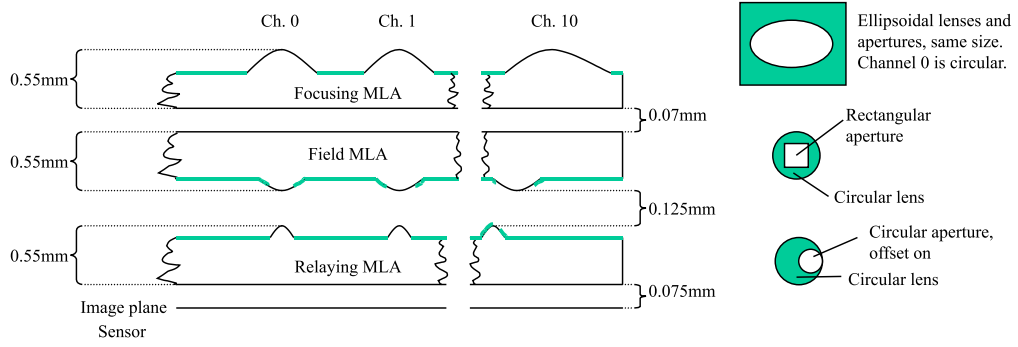 Ch. 0
Ch. 1
Ch. 10
0.55mm
Focusing MLA
0.07mm
0.55mm
Field MLA
0.125mm
0.55mm
Relaying MLA
0.075mm
Image plane
Sensor
Ellipsoidal lenses and
apertures, same size.
Channel 0 is circular.
Rectangular
aperture
Circular lens
Circular aperture,
offset on
Circular lens